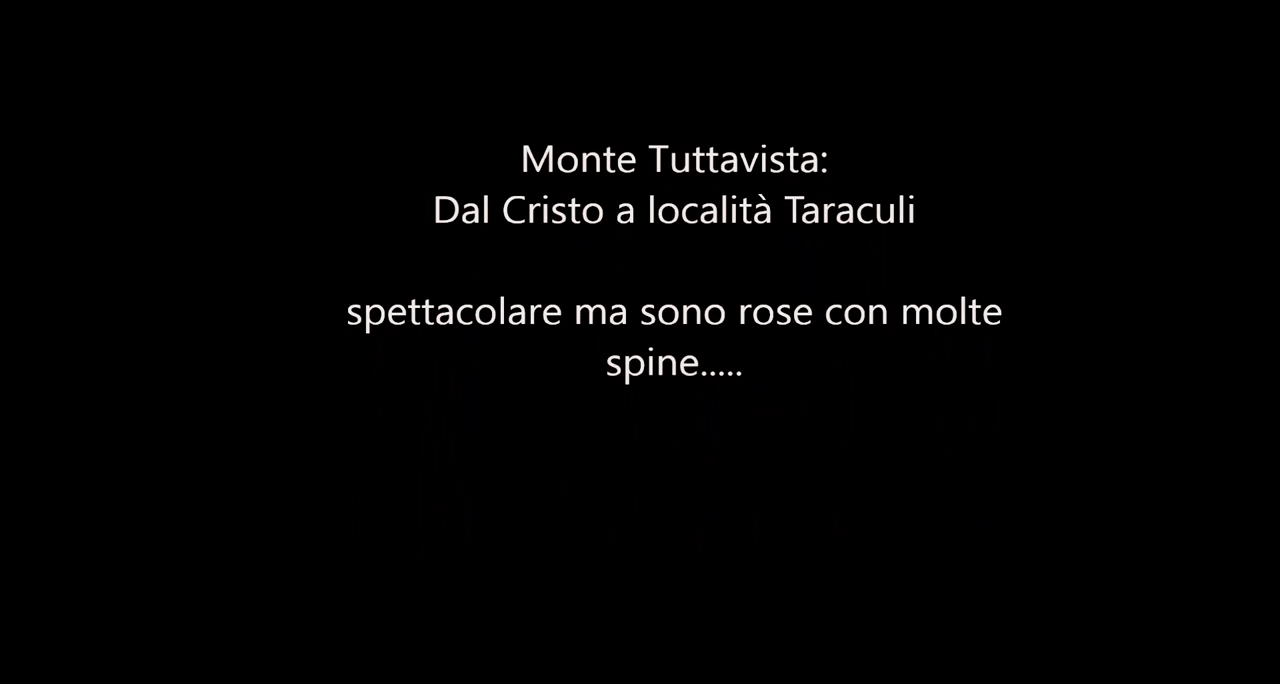 Monte Tuttavista:
Dal Cristo a località Taraculi
spettacolare ma sono rose con molte
spine.....